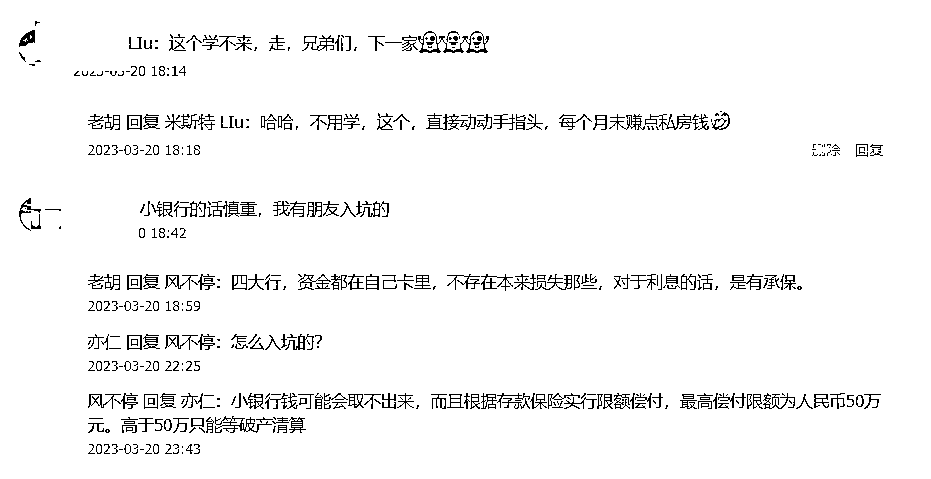 LIu：这个学不来，走，兄弟们，下一家
2023-03-20 18:14
老胡 回复 米斯特 LIu：哈哈，不用学，这个，直接动动手指头，每个月末赚点私房钱
2023-03-20 18:18
删除 回复
小银行的话慎重，我有朋友入坑的
0 18:42
老胡 回复 风不停：四大行，资金都在自己卡里，不存在本来损失那些，对于利息的话，是有承保。
2023-03-20 18:59
亦仁 回复 风不停：怎么入坑的？
2023-03-20 22:25
风不停 回复 亦仁：小银行钱可能会取不出来，而且根据存款保险实行限额偿付，最高偿付限额为人民币50万
元。高于50万只能等破产清算
2023-03-20 23:43